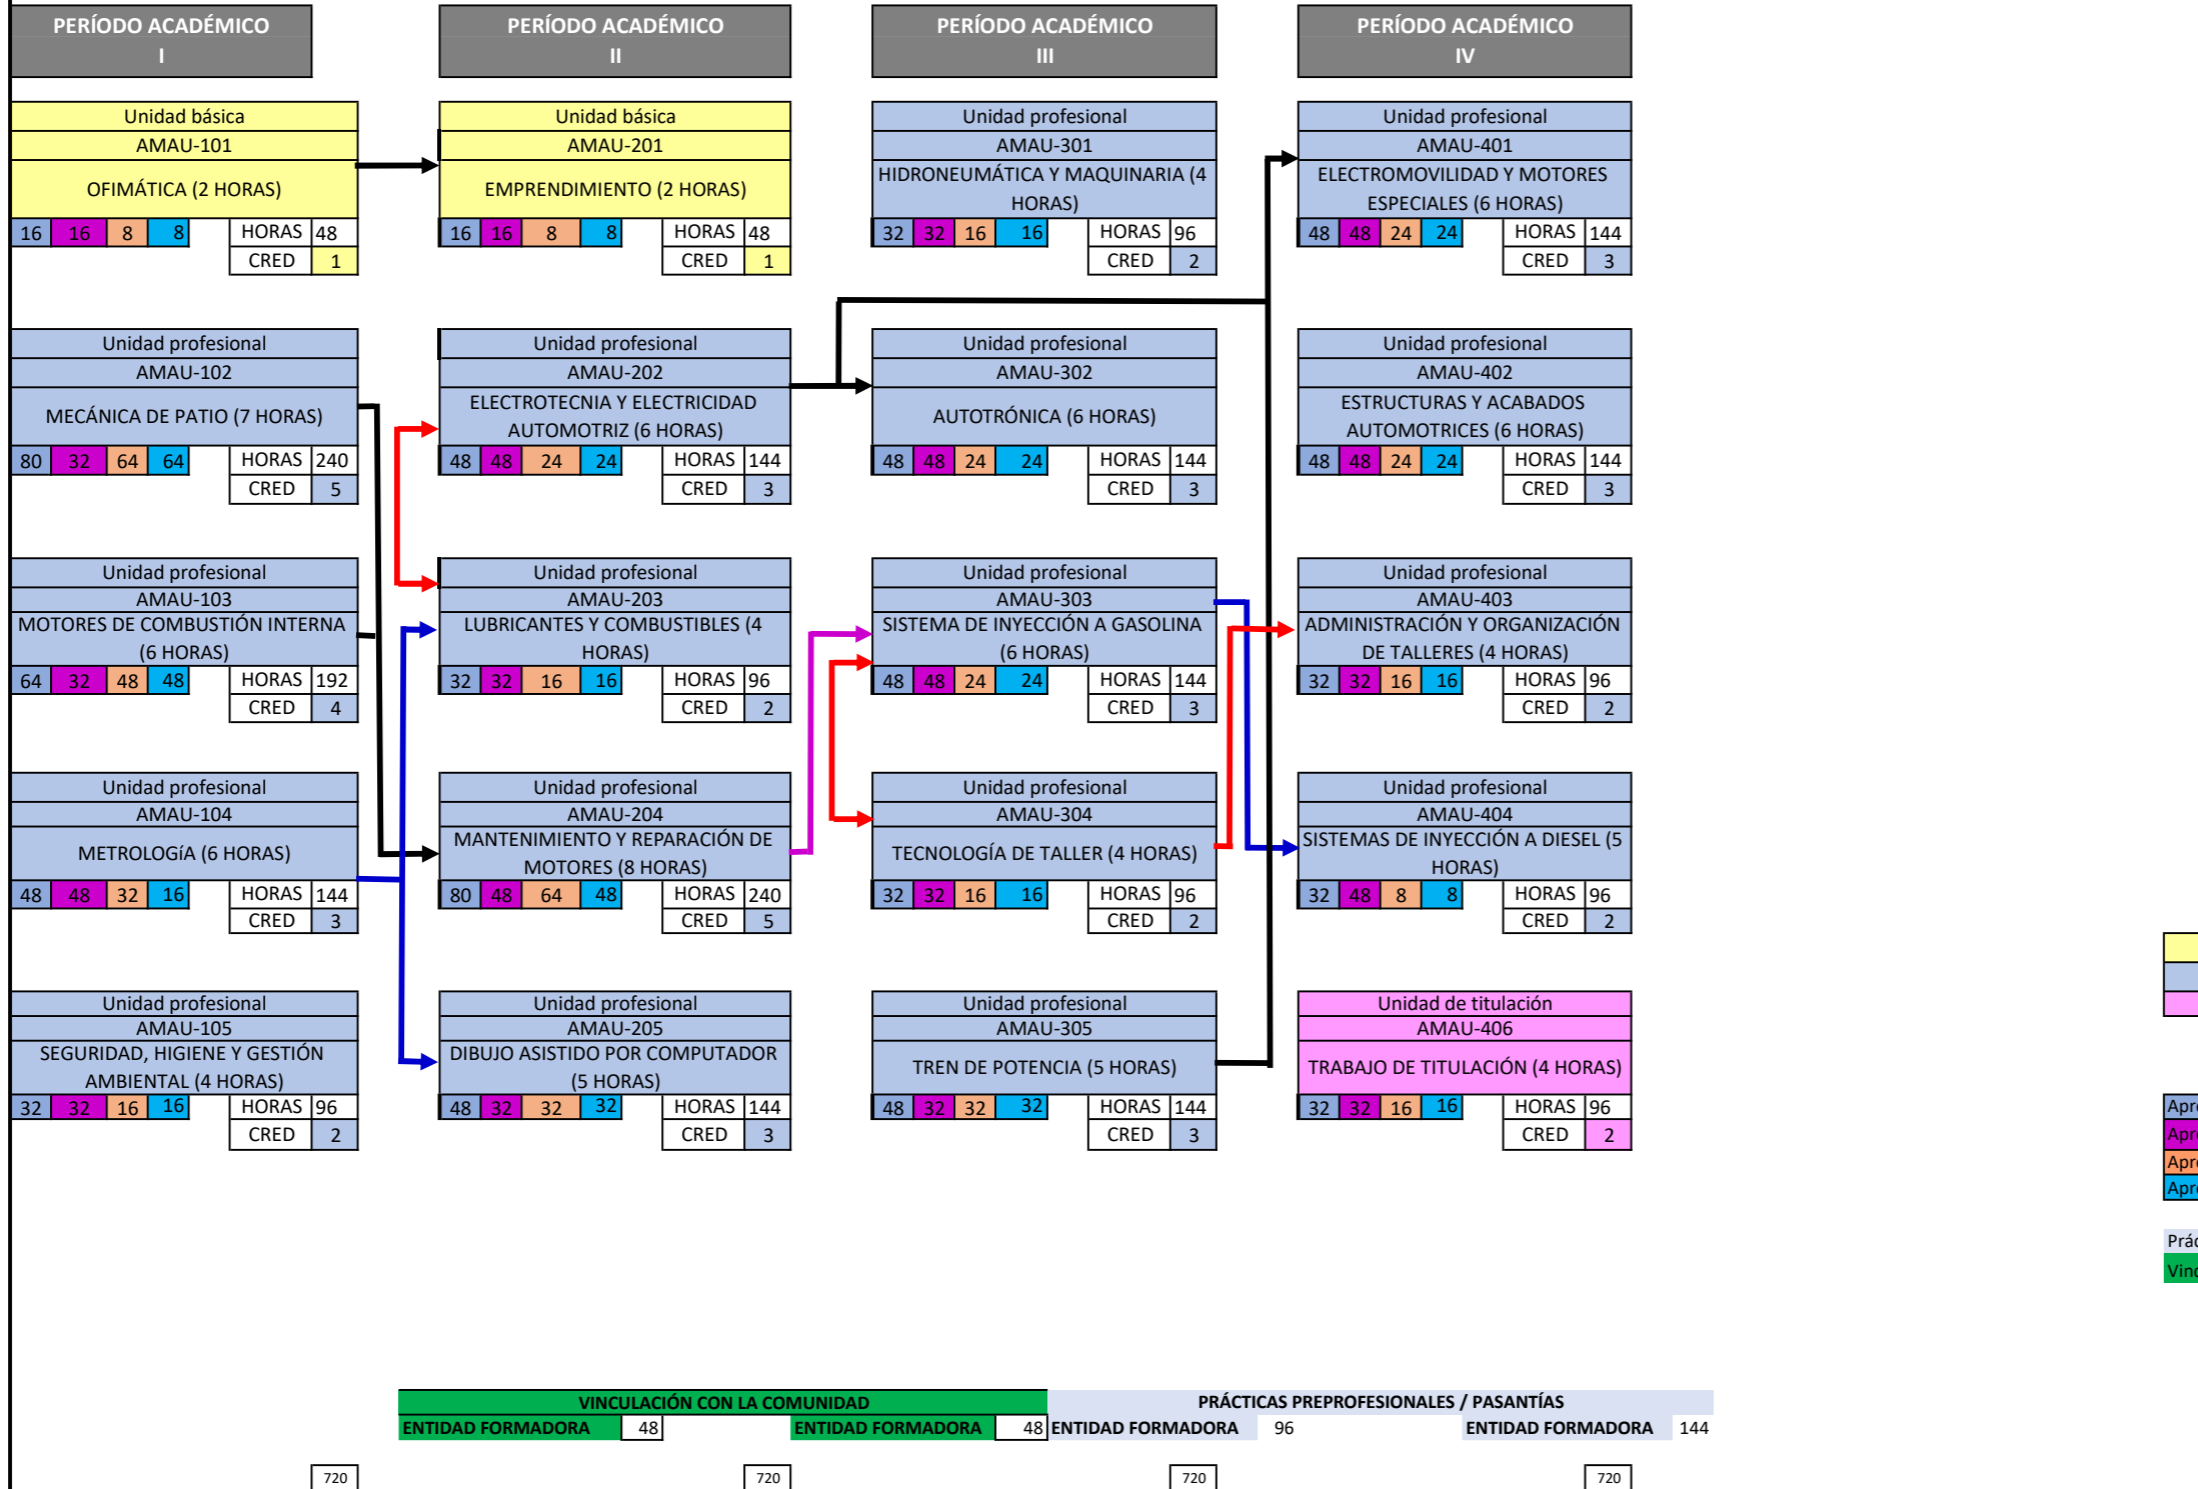 PERÍODO ACADÉMICO
I
PERÍODO ACADÉMICO
II
PERÍODO ACADÉMICO
III
PERÍODO ACADÉMICO
IV
Unidad básica
AMAU-101
OFIMÁTICA (2 HORAS)
16 16 8 8 HORAS 48
CRED 1
Unidad básica
AMAU-201
EMPRENDIMIENTO (2 HORAS)
16 16 8 8 HORAS 48
CRED 1
Unidad profesional
AMAU-301
HIDRONEUMÁTICA Y MAQUINARIA (4
HORAS)
32 32 16 16 HORAS 96
CRED 2
Unidad profesional
AMAU-401
ELECTROMOVILIDAD Y MOTORES
ESPECIALES (6 HORAS)
48 48 24 24 HORAS 144
CRED 3
Unidad profesional
AMAU-102
MECÁNICA DE PATIO (7 HORAS)
80 32 64 64 HORAS 240
CRED 5
Unidad profesional
AMAU-202
ELECTROTECNIA Y ELECTRICIDAD
AUTOMOTRIZ (6 HORAS)
48 48 24 24 HORAS 144
CRED 3
Unidad profesional
AMAU-302
AUTOTRÓNICA (6 HORAS)
48 48 24 24 HORAS 144
CRED 3
Unidad profesional
AMAU-402
ESTRUCTURAS Y ACABADOS
AUTOMOTRICES (6 HORAS)
48 48 24 24 HORAS 144
CRED 3
Unidad profesional
AMAU-103
MOTORES DE COMBUSTIÓN INTERNA
(6 HORAS)
64 32 48 48 HORAS 192
CRED 4
Unidad profesional
AMAU-203
LUBRICANTES Y COMBUSTIBLES (4
HORAS)
32 32 16 16 HORAS 96
CRED 2
Unidad profesional
AMAU-303
SISTEMA DE INYECCIÓN A GASOLINA
(6 HORAS)
48 48 24 24 HORAS 144
CRED 3
Unidad profesional
AMAU-403
ADMINISTRACIÓN Y ORGANIZACIÓN
DE TALLERES (4 HORAS)
32 32 16 16 HORAS 96
CRED 2
Unidad profesional
AMAU-104
METROLOGíA (6 HORAS)
48 48 32 16 HORAS 144
CRED 3
Unidad profesional
AMAU-204
MANTENIMIENTO Y REPARACIÓN DE
MOTORES (8 HORAS)
80 48 64 48 HORAS 240
CRED 5
Unidad profesional
AMAU-304
TECNOLOGÍA DE TALLER (4 HORAS)
32 32 16 16 HORAS 96
CRED 2
Unidad profesional
AMAU-404
SISTEMAS DE INYECCIÓN A DIESEL (5
HORAS)
32 48 8 8 HORAS 96
CRED 2
Unidad profesional
AMAU-105
SEGURIDAD, HIGIENE Y GESTIÓN
AMBIENTAL (4 HORAS)
32 32 16 16 HORAS 96
CRED 2
Unidad profesional
AMAU-205
DIBUJO ASISTIDO POR COMPUTADOR
(5 HORAS)
48 32 32 32 HORAS 144
CRED 3
Unidad profesional
AMAU-305
TREN DE POTENCIA (5 HORAS)
48 32 32 32 HORAS 144
CRED 3
Unidad de titulación
AMAU-406
TRABAJO DE TITULACIÓN (4 HORAS)
32 32 16 16 HORAS 96
CRED 2
VINCULACIÓN CON LA COMUNIDAD
ENTIDAD FORMADORA 48 ENTIDAD FORMADORA 48
PRÁCTICAS PREPROFESIONALES / PASANTÍAS
ENTIDAD FORMADORA 96 ENTIDAD FORMADORA 144
720 720 720 720